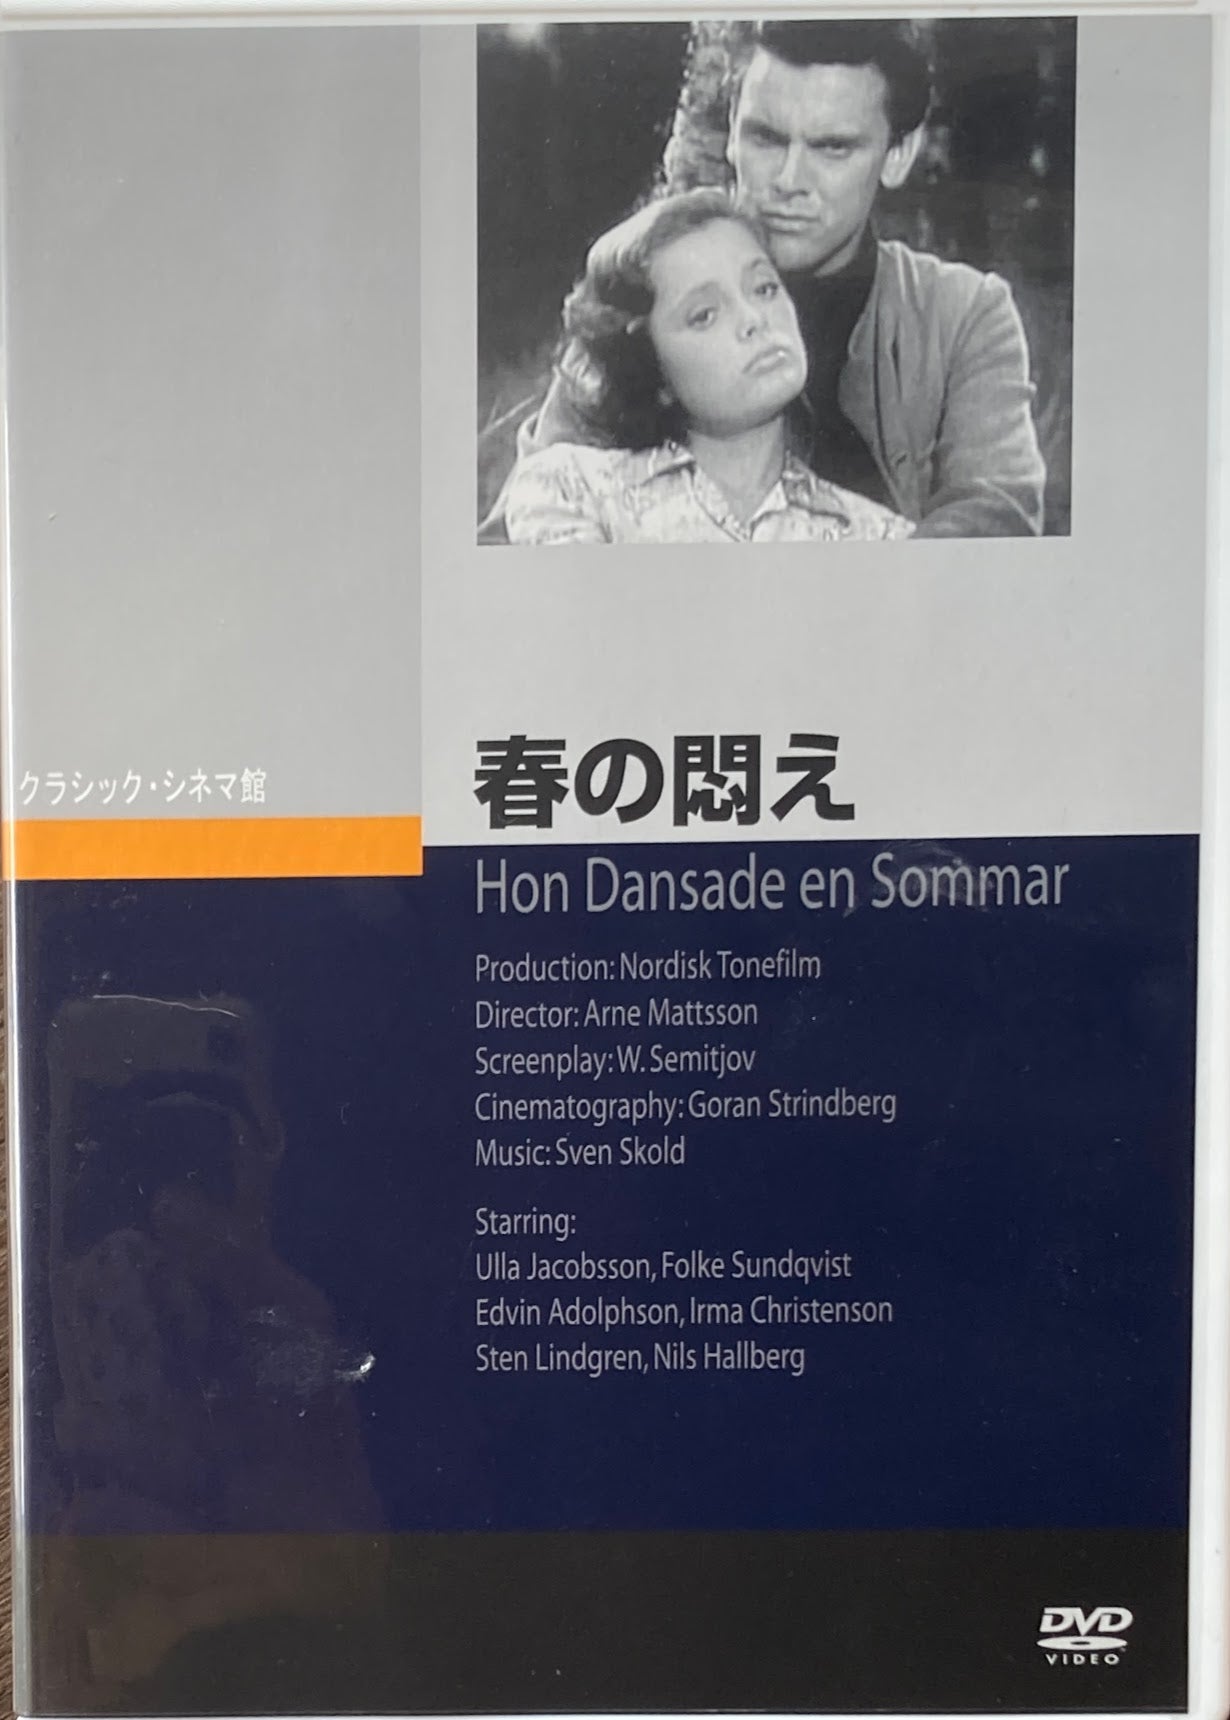 クラシック・シネマ館
春の悶え
Hon Dansade en Sommar
Production: Nordisk Tonefilm
Director: Arne Mattsson
Screenplay: W. Semitjov
Cinematography: Goran Strindberg
Music: Sven Skold
Starring:
Ulla Jacobsson, Folke Sundqvist
Edvin Adolphson, Irma Christenson
Sten Lindgren, Nils Hallberg
DVD
VIDEO